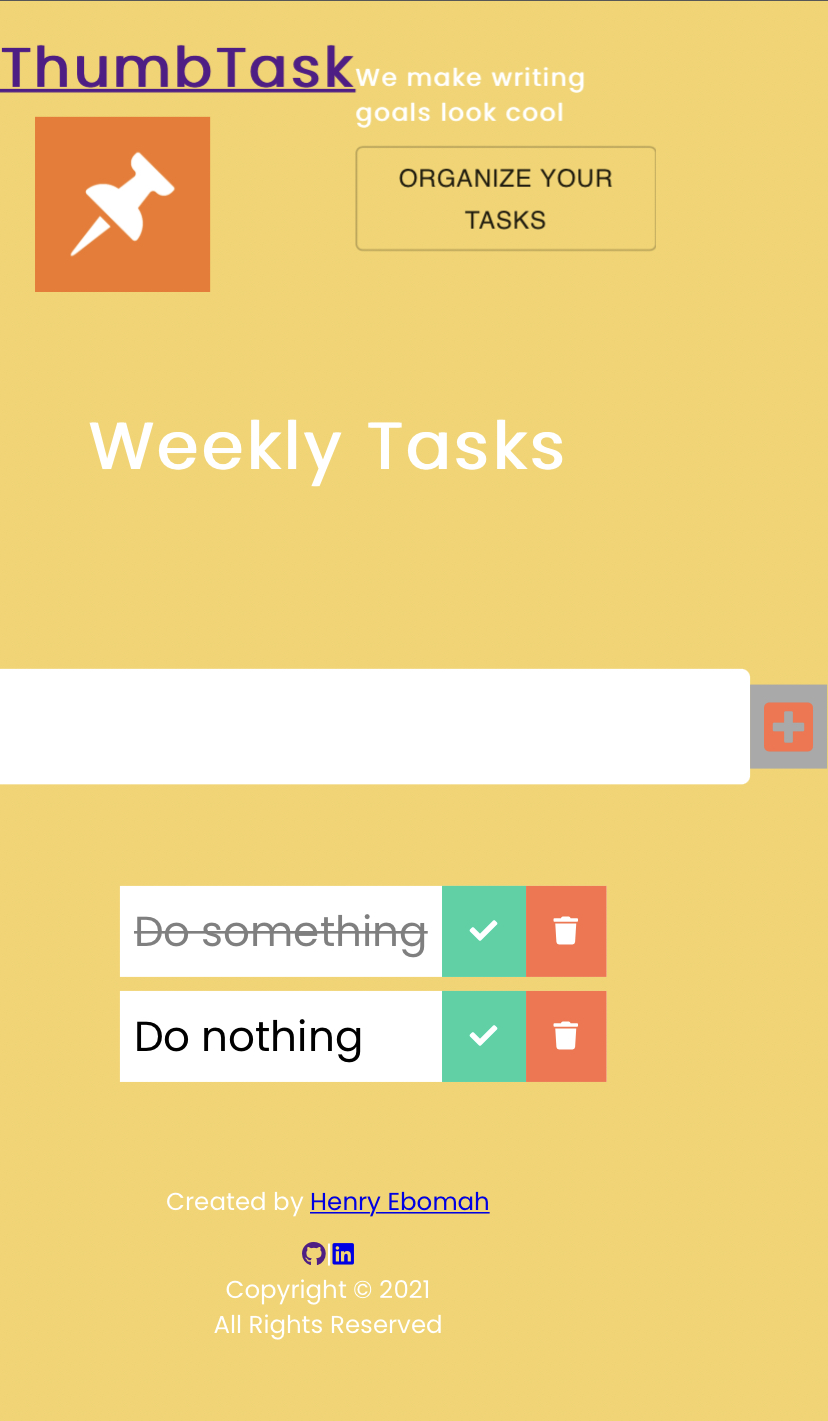 ThumbTask
We make writing
goals look cool
ORGANIZE YOUR
TASKS
Weekly Tasks
Do something
Do nothing
Created by Henry Ebomah
|
Copyright © 2021
All Rights Reserved